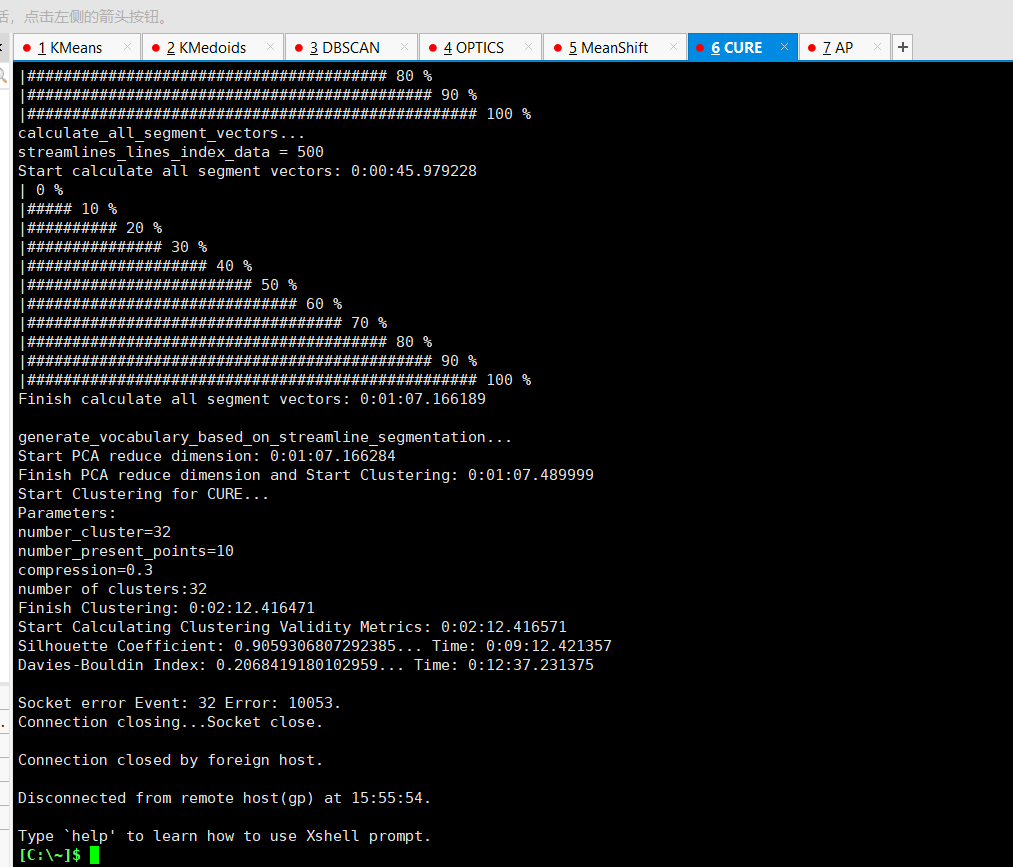 活，点击左侧的箭头按钮。
1 KMeans × 2 KMedoids × 3 DBSCAN × 4 OPTICS × 5 MeanShift × 6 CURE × 7 AP × +
|######################################## 80 %
|############################################# 90 %
|################################################## 100 %
calculate_all_segment_vectors...
streamlines_lines_index_data = 500
Start calculate all segment vectors: 0:00:45.979228
| 0 %
|##### 10 %
|########## 20 %
|############### 30 %
|#################### 40 %
|######################### 50 %
|############################## 60 %
|################################### 70 %
|######################################## 80 %
|############################################# 90 %
|################################################## 100 %
Finish calculate all segment vectors: 0:01:07.166189
generate_vocabulary_based_on_streamline_segmentation...
Start PCA reduce dimension: 0:01:07.166284
Finish PCA reduce dimension and Start Clustering: 0:01:07.489999
Start Clustering for CURE...
Parameters:
number_cluster=32
number_present_points=10
compression=0.3
number of clusters:32
Finish Clustering: 0:02:12.416471
Start Calculating Clustering Validity Metrics: 0:02:12.416571
Silhouette Coefficient: 0.9059306807292385... Time: 0:09:12.421357
Davies-Bouldin Index: 0.2068419180102959... Time: 0:12:37.231375
Socket error Event: 32 Error: 10053.
Connection closing...Socket close.
Connection closed by foreign host.
Disconnected from remote host(gp) at 15:55:54.
Type `help' to learn how to use Xshell prompt.
[C:\~]$